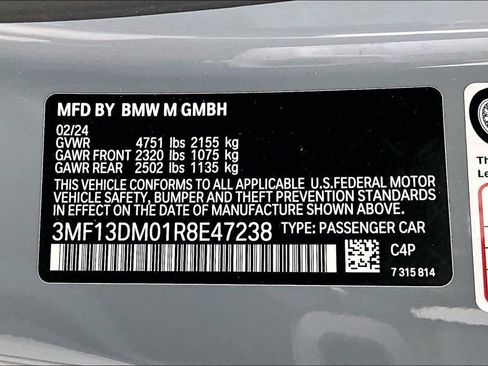 MFD BY BMW M GMBH
02/24
GVWR 4751 lbs 2155 kg
GAWR FRONT 2320 lbs 1075 kg
GAWR REAR 2502 lbs 1135 kg
THIS VEHICLE CONFORMS TO ALL APPLICABLE U.S.FEDERAL MOTOR
VEHICLE SAFETY, BUMPER AND THEFT PREVENTION STANDARDS
IN EFFECT ON THE DATE OF MANUFACTURE SHOWN ABOVE.
3MF13DM01R8E47238 TYPE: PASSENGER CAR
C4P
7 315 814
Th
Le